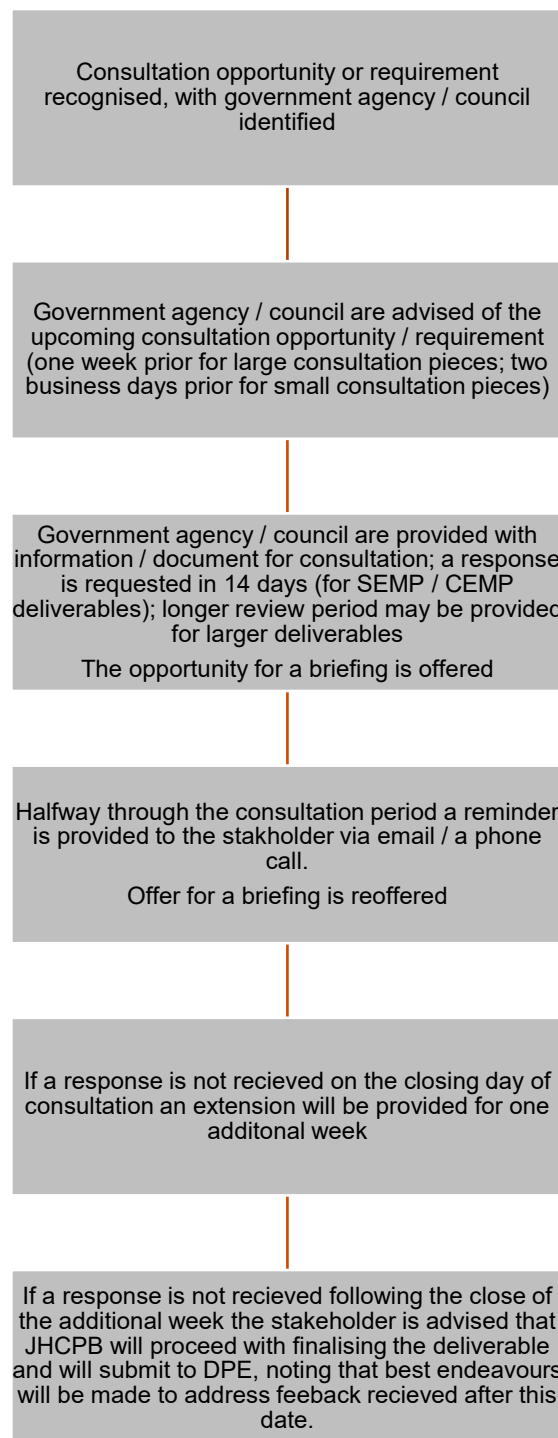 Consultation opportunity or requirement
recognised, with government agency / council
identified
Government agency / council are advised of the
upcoming consultation opportunity / requirement
(one week prior for large consultation pieces; two
business days prior for small consultation pieces)
Government agency / council are provided with
information / document for consultation; a response
is requested in 14 days (for SEMP / CEMP
deliverables); longer review period may be provided
for larger deliverables
The opportunity for a briefing is offered
Halfway through the consultation period a reminder
is provided to the stakholder via email / a phone
call.
Offer for a briefing is reoffered
If a response is not recieved on the closing day of
consultation an extension will be provided for one
additonal week
If a response is not recieved following the close of
the additional week the stakeholder is advised that
JHCPB will proceed with finalising the deliverable
and will submit to DPE, noting that best endeavours
will be made to address feeback recieved after this
date.